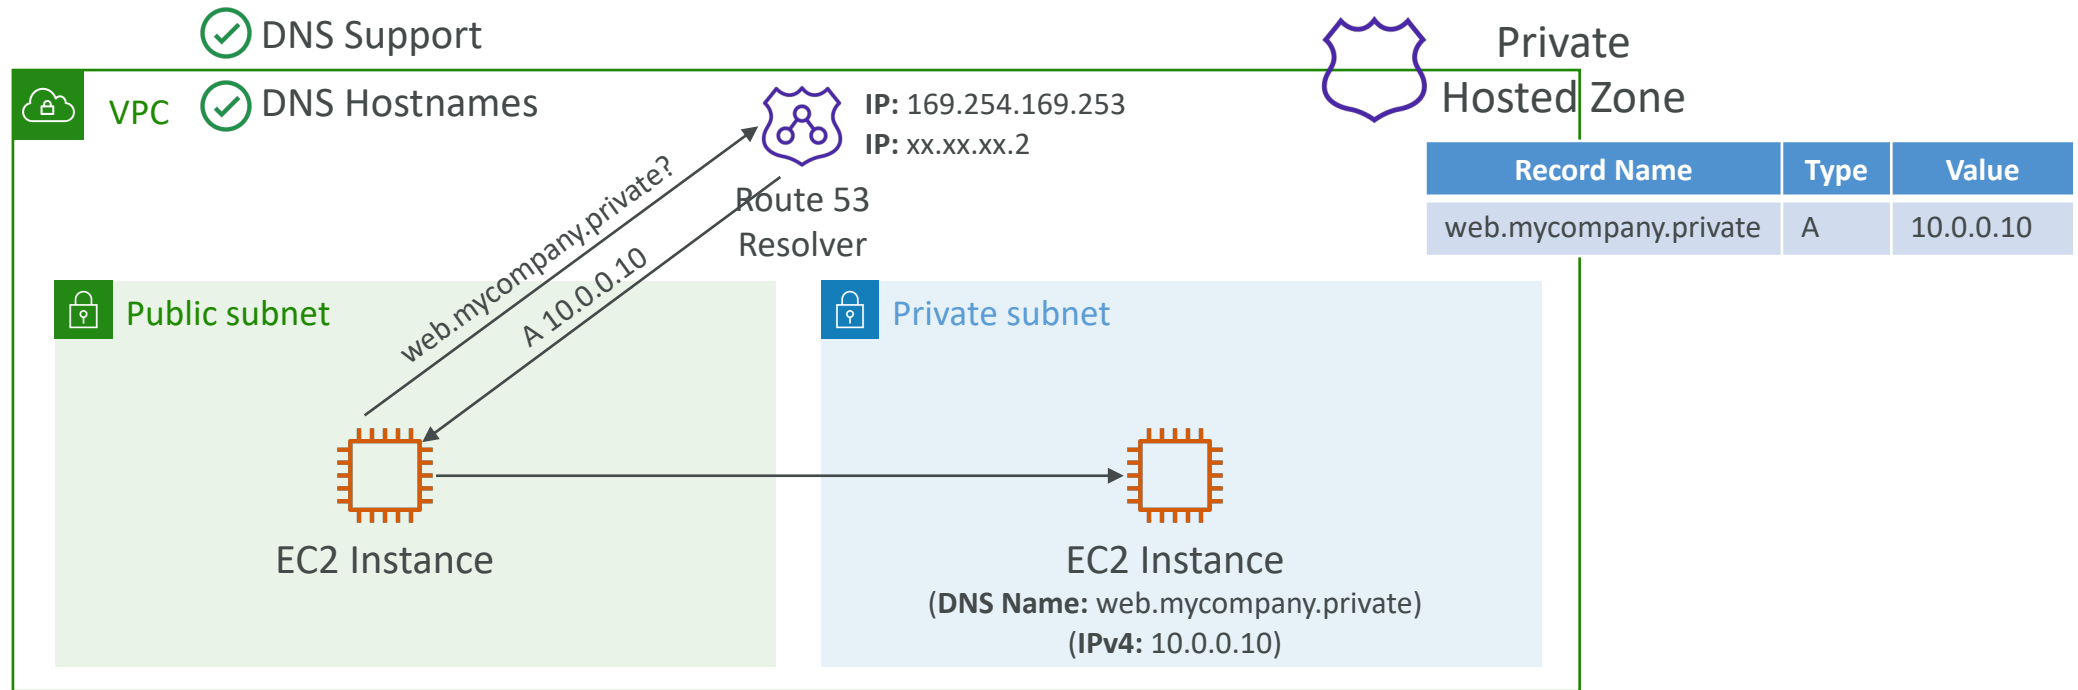 DNS Support
VPC
DNS Hostnames
IP: 169.254.169.253
IP: xx.xx.xx.2
Route 53
Resolver
Private
Hosted Zone
Record Name Type Value
web.mycompany.private A 10.0.0.10
web.mycompany.private?
A 10.0.0.10
Public subnet
EC2 Instance
Private subnet
EC2 Instance
(DNS Name: web.mycompany.private)
(IPv4: 10.0.0.10)